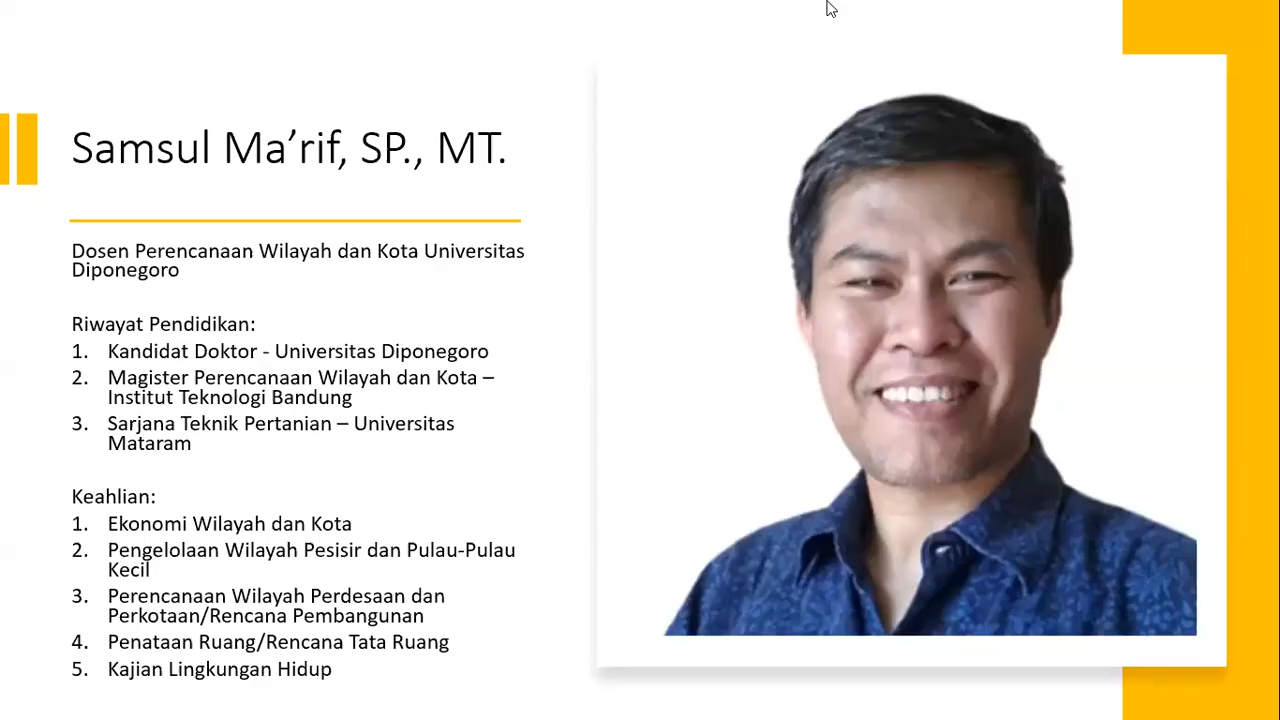 Samsul Ma’rif, SP., MT.
Dosen Perencanaan Wilayah dan Kota Universitas
Diponegoro
Riwayat Pendidikan:
1. Kandidat Doktor - Universitas Diponegoro
2. Magister Perencanaan Wilayah dan Kota –
Institut Teknologi Bandung
3. Sarjana Teknik Pertanian – Universitas
Mataram
Keahlian:
1. Ekonomi Wilayah dan Kota
2. Pengelolaan Wilayah Pesisir dan Pulau-Pulau
Kecil
3. Perencanaan Wilayah Perdesaan dan
Perkotaan/Rencana Pembangunan
4. Penataan Ruang/Rencana Tata Ruang
5. Kajian Lingkungan Hidup